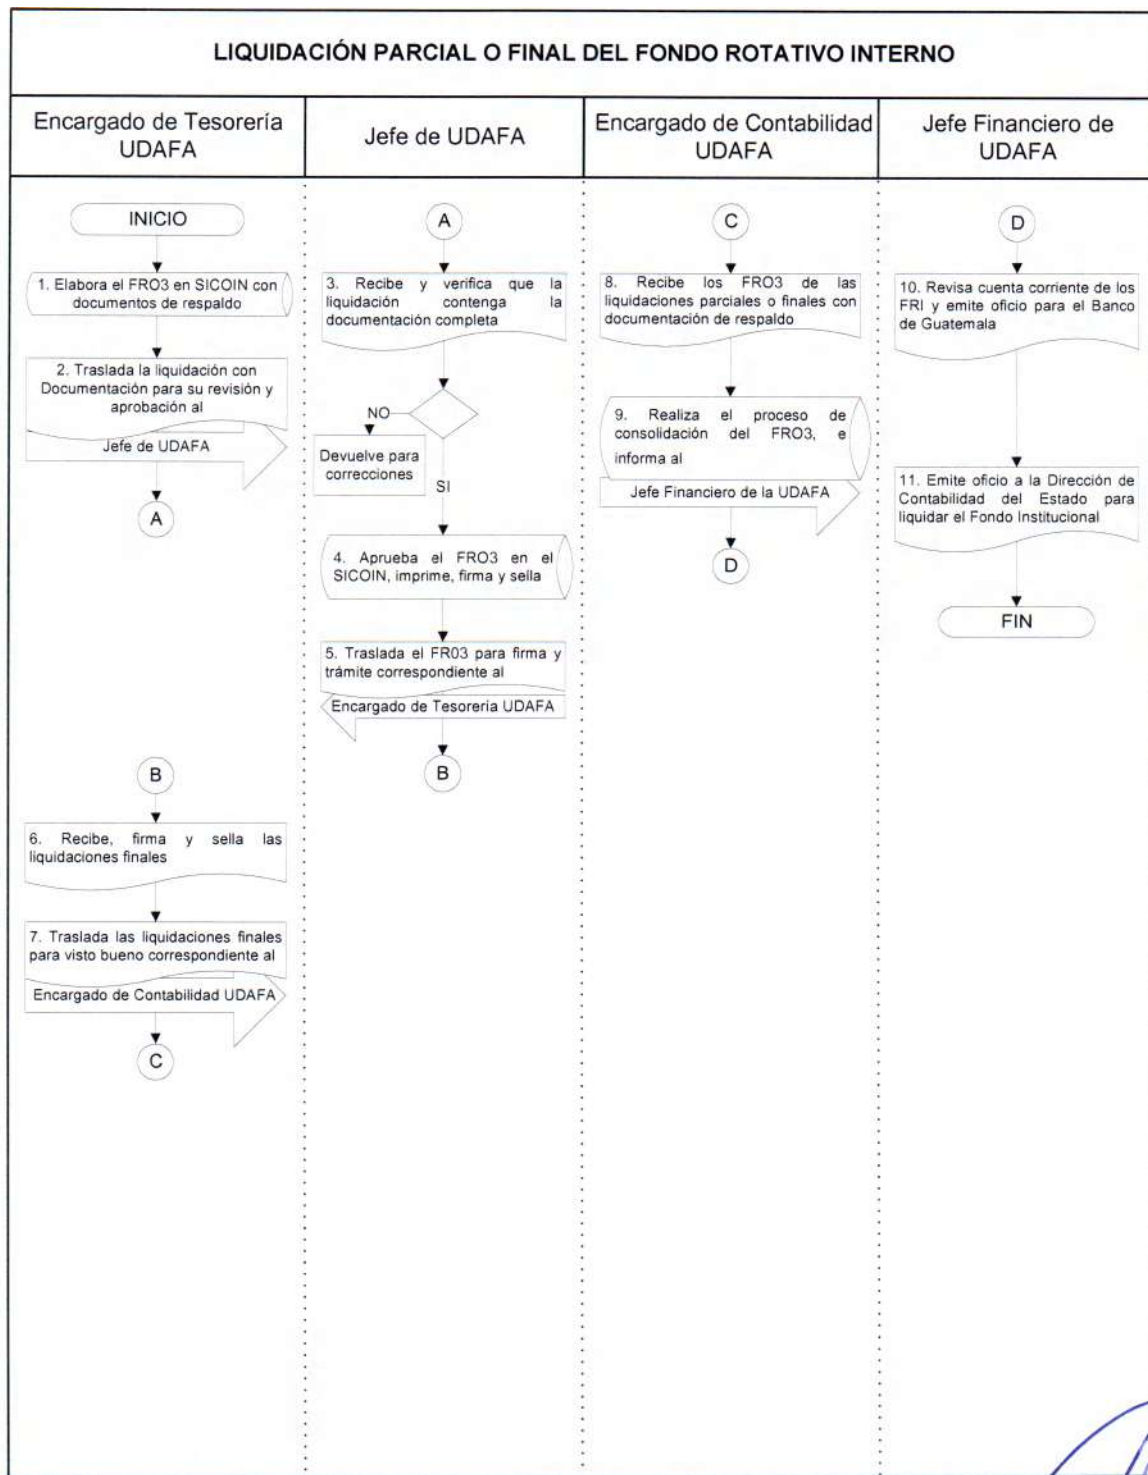 LIQUIDACIÓN PARCIAL O FINAL DEL FONDO ROTATIVO INTERNO
Encargado de Tesorería
UDAFA
Jefe de UDAFA
Encargado de Contabilidad
UDAFA
Jefe Financiero de
UDAFA
INICIO
1. Elabora el FRO3 en SICOIN con
documentos de respaldo
2. Traslada la liquidación con
Documentación para su revisión y
aprobación al
Jefe de UDAFA
A
B
6. Recibe, firma y sella las
liquidaciones finales
7. Traslada las liquidaciones finales
para visto bueno correspondiente al
Encargado de Contabilidad UDAFA
C
A
3. Recibe y verifica que la
liquidación contenga la
documentación completa
NO
Devuelve para
correcciones
SI
4. Aprueba el FRO3 en el
SICOIN, imprime, firma y sella
5. Traslada el FR03 para firma y
trámite correspondiente al
Encargado de Tesorería UDAFA
B
C
8. Recibe los FRO3 de las
liquidaciones parciales o finales con
documentación de respaldo
9. Realiza el proceso de
consolidación del FRO3, e
informa al
Jefe Financiero de la UDAFA
D
D
10. Revisa cuenta corriente de los
FRI y emite oficio para el Banco
de Guatemala
11. Emite oficio a la Dirección de
Contabilidad del Estado para
liquidar el Fondo Institucional
FIN